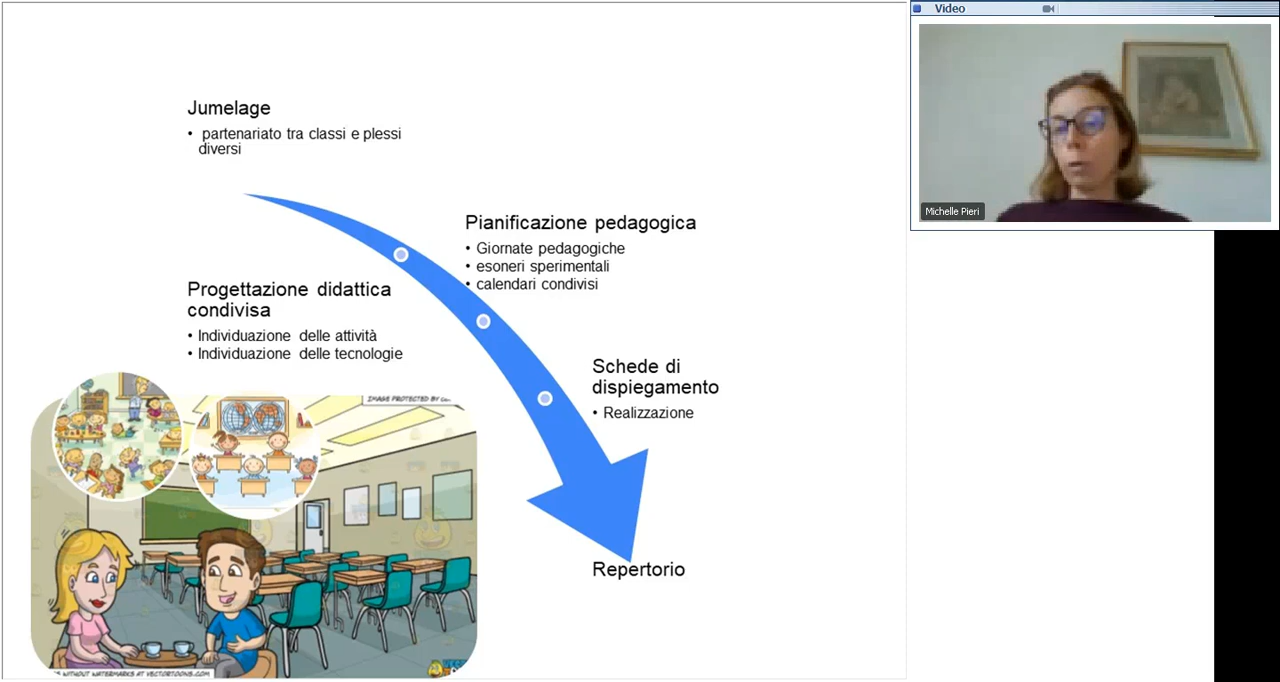 Jumelage
• partenariato tra classi e plessi
diversi
Pianificazione pedagogica
• Giornate pedagogiche
• esoneri sperimentali
• calendari condivisi
Progettazione didattica
condivisa
• Individuazione delle attività
• Individuazione delle tecnologie
Schede di
dispiegamento
• Realizzazione
Repertorio
IMAGE PROTECTED BY
WITHOUT WATERMARKS AT VECTORTOONS.COM
Video
Michelle Pieri